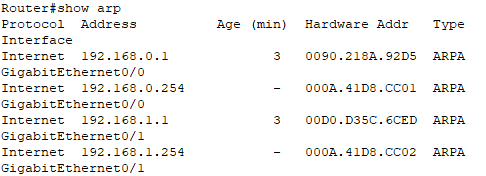 Router#show arp
Protocol  Address          Age (min)  Hardware Addr   Type
Interface
Internet  192.168.0.1             3   0090.218A.92D5  ARPA
GigabitEthernet0/0
Internet  192.168.0.254           -   000A.41D8.CC01  ARPA
GigabitEthernet0/0
Internet  192.168.1.1             3   00D0.D35C.6CED  ARPA
GigabitEthernet0/1
Internet  192.168.1.254           -   000A.41D8.CC02  ARPA
GigabitEthernet0/1